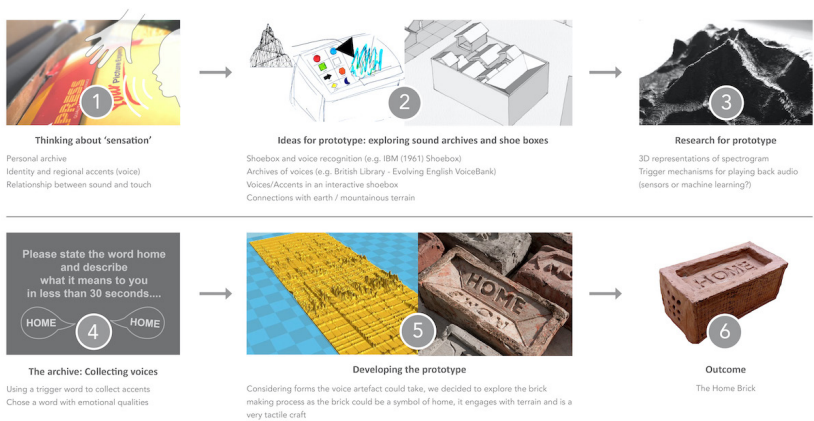 1
Thinking about ‘sensation’
Personal archive
Identity and regional accents (voice)
Relationship between sound and touch
2
Ideas for prototype: exploring sound archives and shoe boxes
Shoebox and voice recognition (e.g. IBM (1961) Shoebox)
Archives of voices (e.g. British Library - Evolving English VoiceBank)
Voices/Accents in an interactive shoebox
Connections with earth / mountainous terrain
3
Research for prototype
3D representations of spectrogram
Trigger mechanisms for playing back audio
(sensors or machine learning?)
Please state the word home
and describe
what it means to you
in less than 30 seconds....
HOME
4
HOME
The archive: Collecting voices
Using a trigger word to collect accents
Chose a word with emotional qualities
HOME
5
Developing the prototype
Considering forms the voice artefact could take, we decided to explore the brick
making process as the brick could be a symbol of home, it engages with terrain and is a
very tactile craft
HOME
6
Outcome
The Home Brick